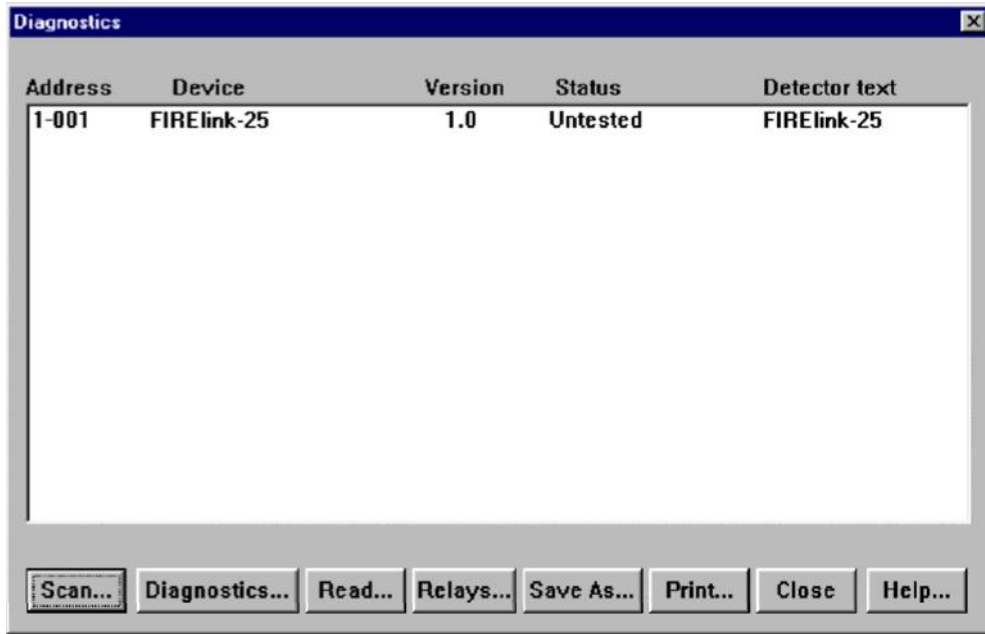 Diagnostics
Address Device Version Status Detector text
1-001 FIRElink-25 1.0 Untested FIRElink-25
Scan... Diagnostics... Read... Relays... Save As... Print... Close Help...